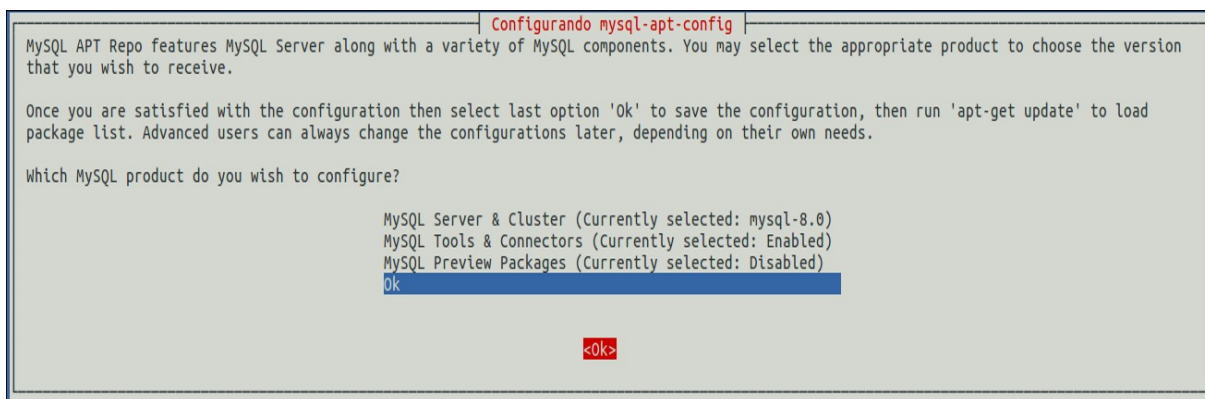 Configurando mysql-apt-config
MySQL APT Repo features MySQL Server along with a variety of MySQL components. You may select the appropriate product to choose the version
that you wish to receive.
Once you are satisfied with the configuration then select last option 'Ok' to save the configuration, then run 'apt-get update' to load
package list. Advanced users can always change the configurations later, depending on their own needs.
Which MySQL product do you wish to configure?
MySQL Server & Cluster (Currently selected: mysql-8.0)
MySQL Tools & Connectors (Currently selected: Enabled)
MySQL Preview Packages (Currently selected: Disabled)
Ok
<Ok>